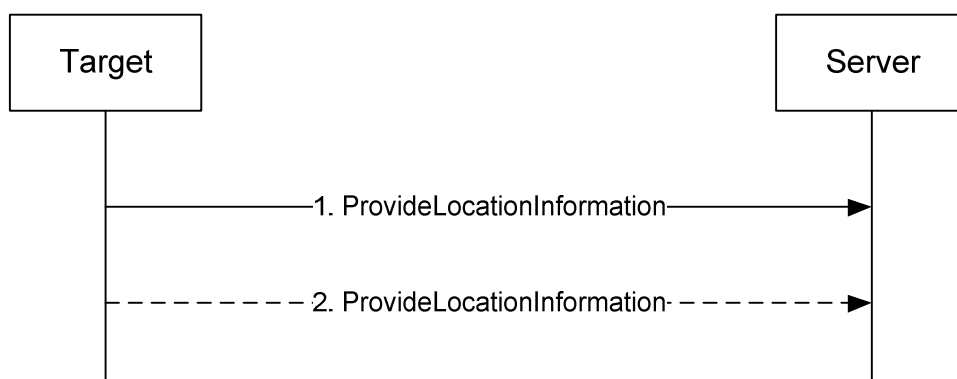 Target
Server
1. ProvideLocationInformation
2. ProvideLocationInformation